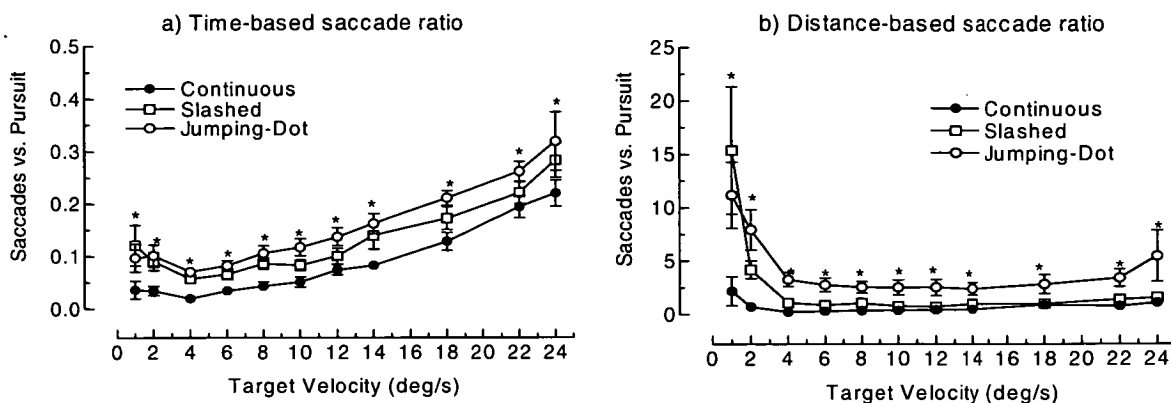 a) Time-based saccade ratio
Saccades vs. Pursuit
0.5
0.4
0.3
0.2
0.1
0.0
Continuous
Slashed
Jumping-Dot
* * * * * * * * * * *
0 2 4 6 8 10 12 14 16 18 20 22 24
Target Velocity (deg/s)
b) Distance-based saccade ratio
Saccades vs. Pursuit
25
20
15
10
5
0
Continuous
Slashed
Jumping-Dot
* * * * * * * * * * *
0 2 4 6 8 10 12 14 16 18 20 22 24
Target Velocity (deg/s)